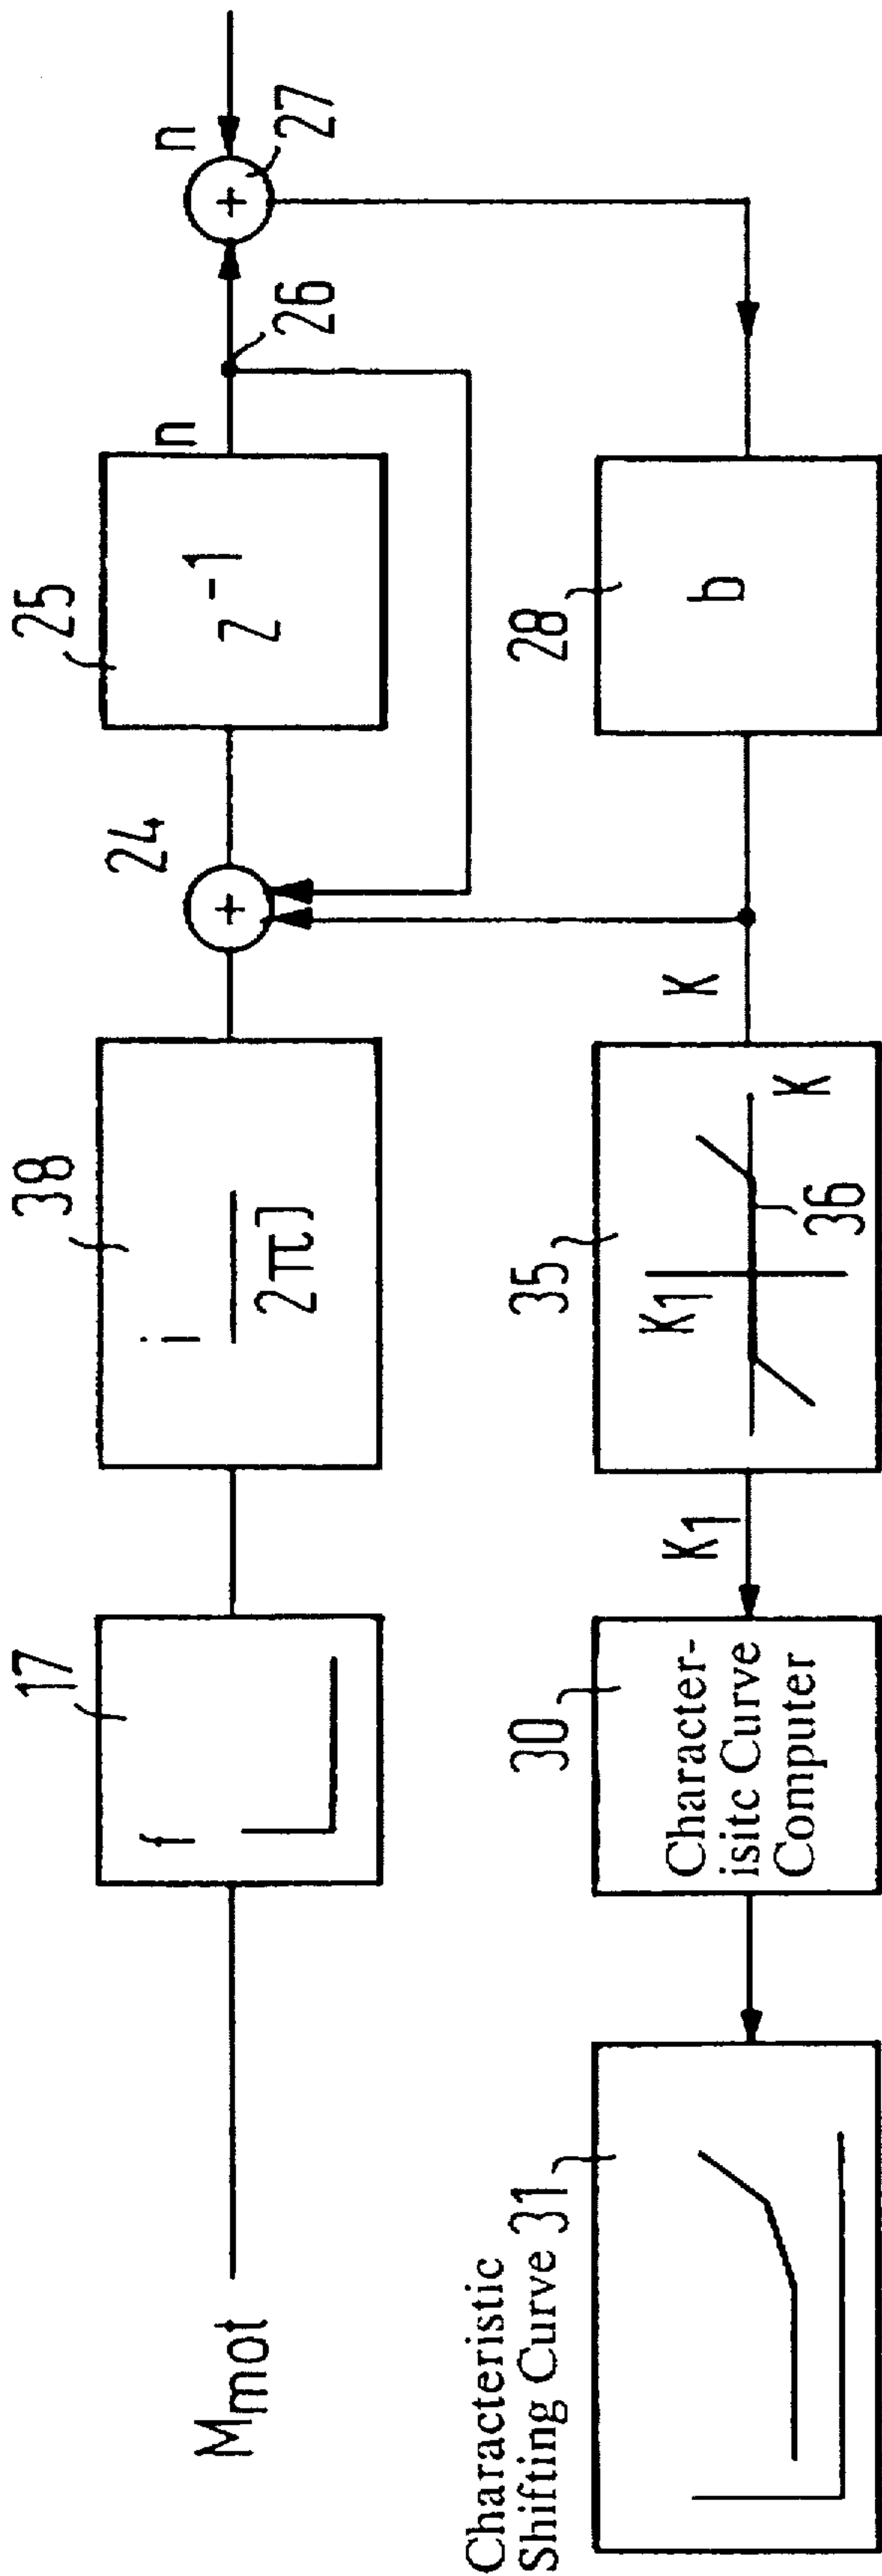 M_mot
17
f
38
i
2πJ
24
25
z⁻¹
n
26
n
27
Characteristic
Shifting Curve 31
30
Character-
isitc Curve
Computer
K₁
35
K₁
K
36
K
28
b